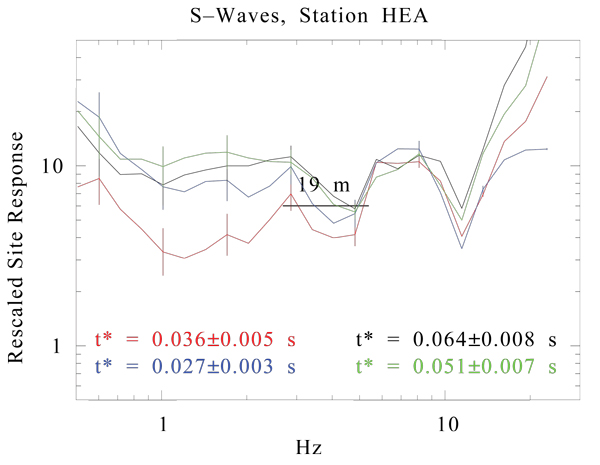 S–Waves, Station HEA
Rescaled Site Response
10
19 m
t* = 0.036±0.005 s
t* = 0.064±0.008 s
1
t* = 0.027±0.003 s
t* = 0.051±0.007 s
1
10
Hz